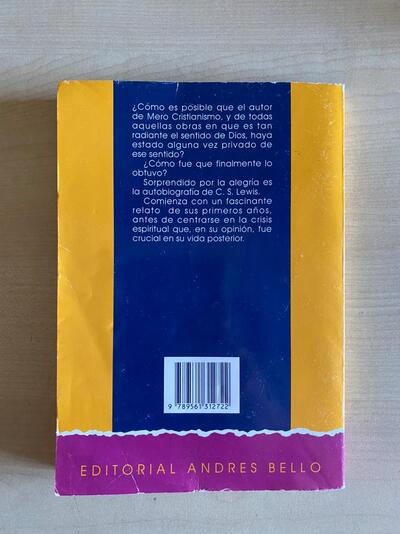 ¿Cómo es posible que el autor
de Mero Cristianismo, y de todas
aquellas obras en que es tan
radiante el sentido de Dios, haya
estado alguna vez privado de
ese sentido?
¿Cómo fue que finalmente lo
obtuvo?
Sorprendido por la alegría es
la autobiografía de C. S. Lewis.
Comienza con un fascinante
relato de sus primeros años,
antes de centrarse en la crisis
espiritual que, en su opinión, fue
crucial en su vida posterior.
9 789561 312722
EDITORIAL ANDRES BELLO